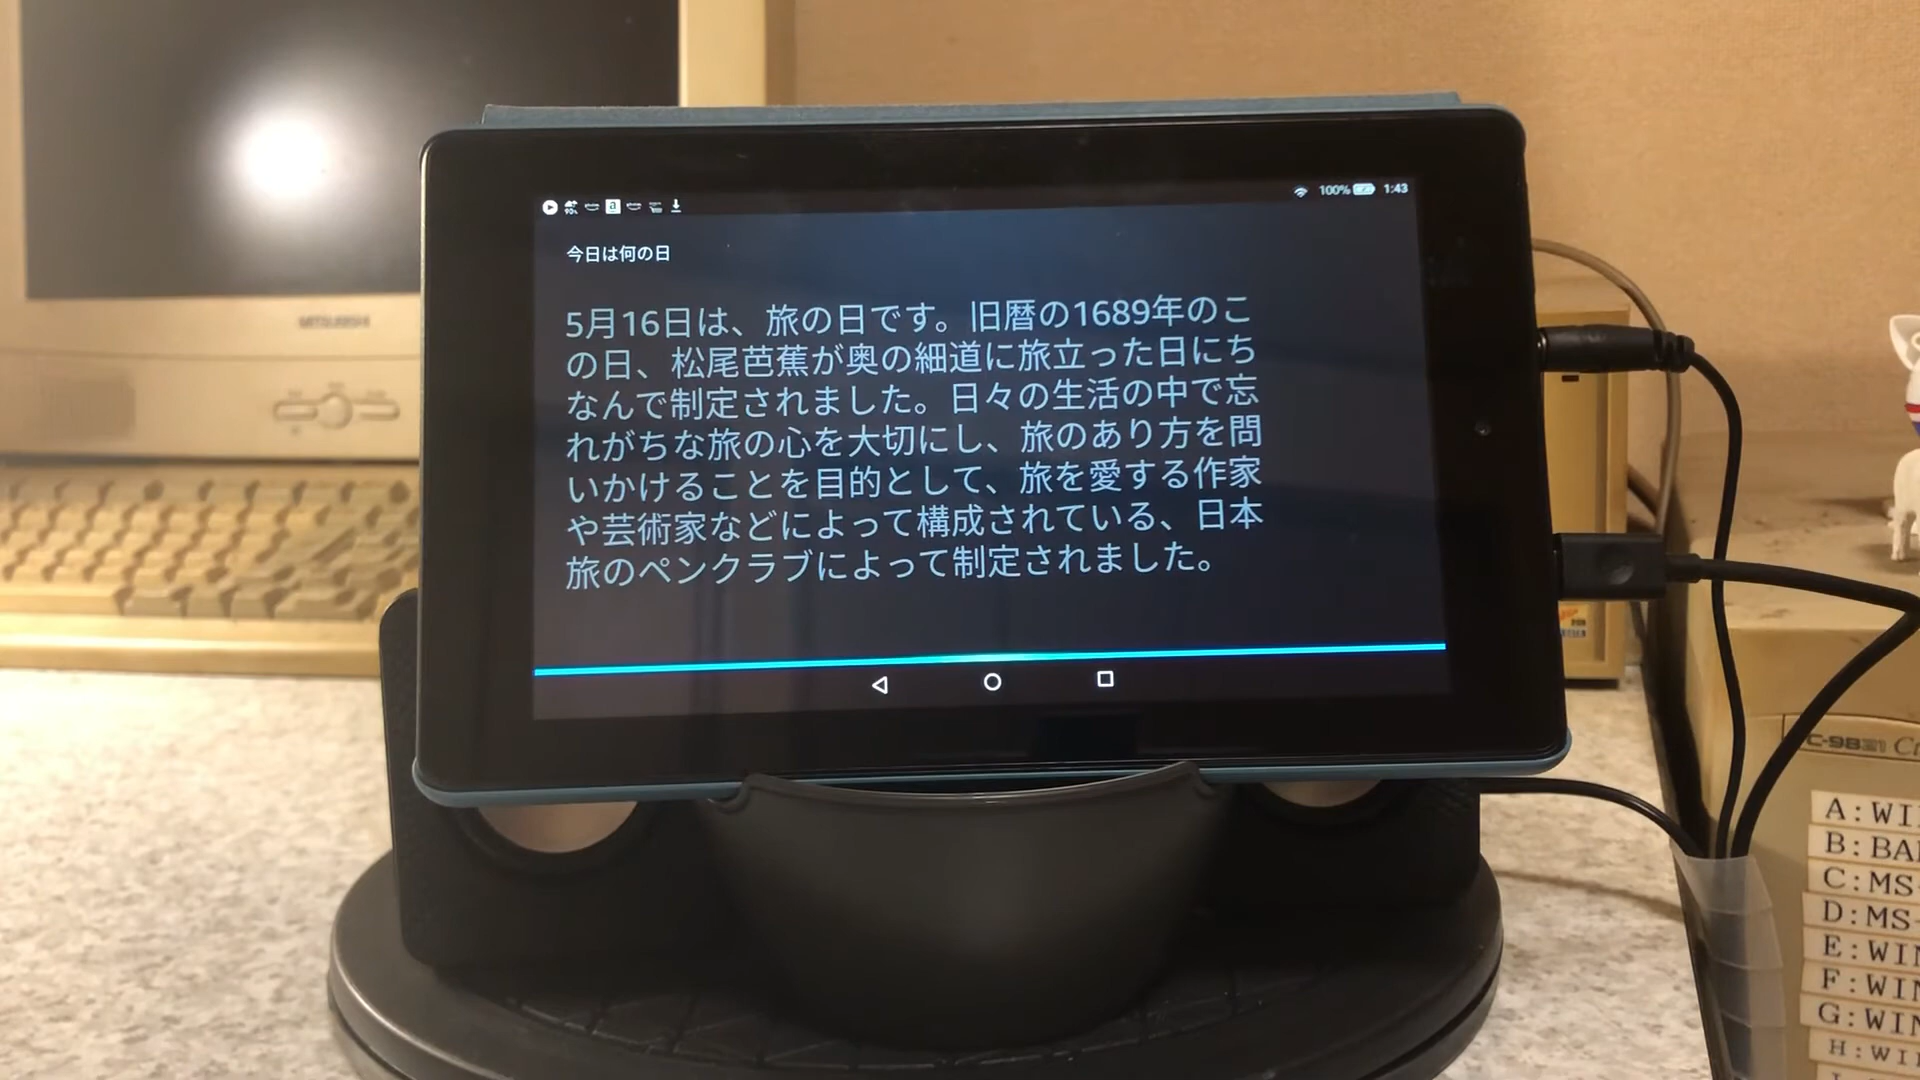 100% 1:43
今日は何の日
5月16日は、旅の日です。旧暦の1689年のこ
の日、松尾芭蕉が奥の細道に旅立った日にち
なんで制定されました。日々の生活の中で忘
れがちな旅の心を大切にし、旅のあり方を問
いかけることを目的として、旅を愛する作家
や芸術家などによって構成されている、日本
旅のペンクラブによって制定されました。
MITSUBISHI
C-9821
A:WI
B:BA
C:MS-
D:MS-
E:WIN
F:WIN
G:WIN
H:WI